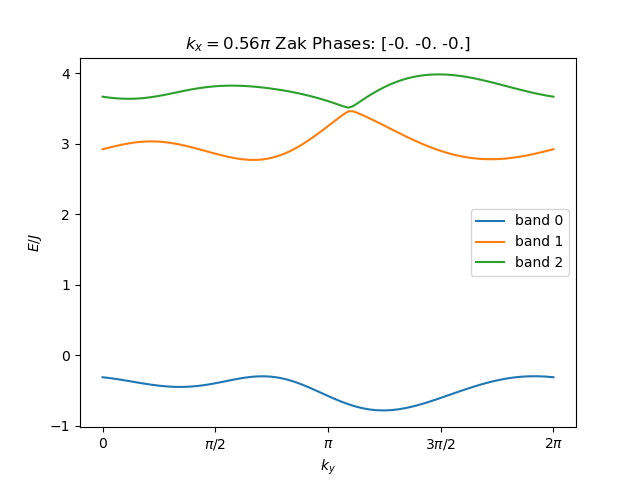 $k_x = 0.56\pi$ Zak Phases: [-0. -0. -0.]
4
3
2
1
0
−1
E/J
band 0
band 1
band 2
0
π/2
π
3π/2
2π
$k_y$